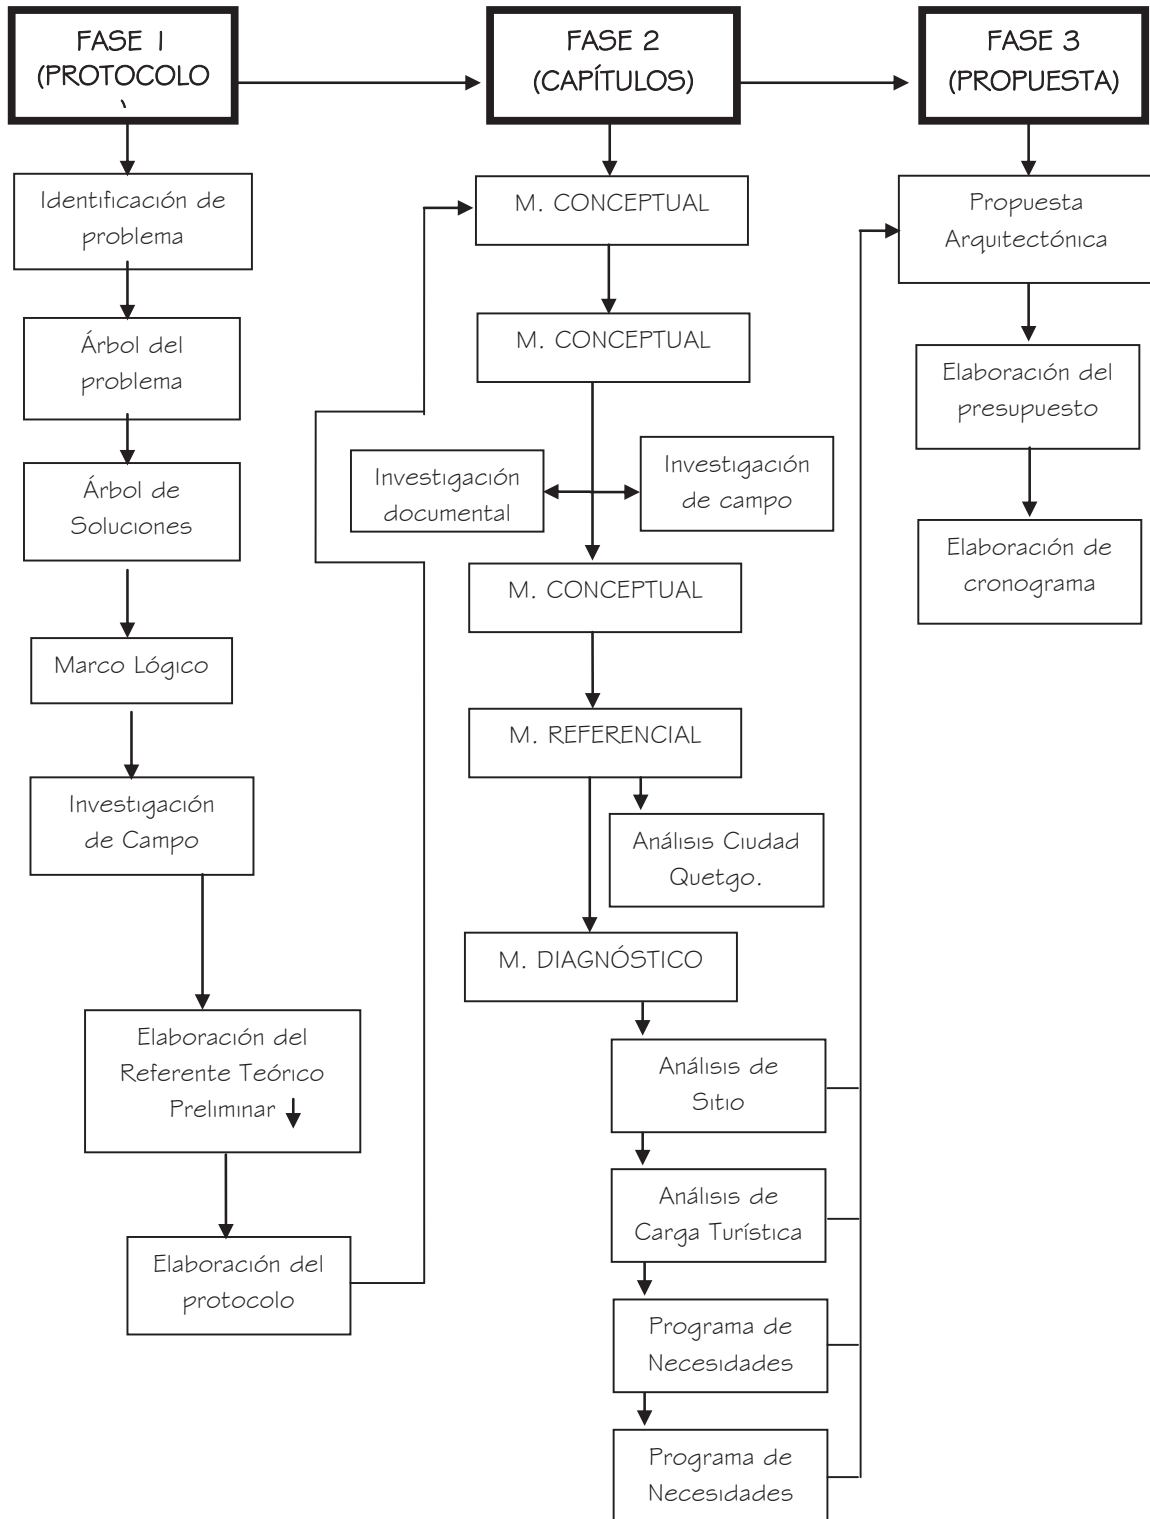 FASE 1
(PROTOCOLO
)
Identificación de
problema
Árbol del
problema
Árbol de
Soluciones
Marco Lógico
Investigación
de Campo
Elaboración del
Referente Teórico
Preliminar
Elaboración del
protocolo
FASE 2
(CAPÍTULOS)
M. CONCEPTUAL
M. CONCEPTUAL
Investigación
documental
Investigación
de campo
M. CONCEPTUAL
M. REFERENCIAL
Análisis Ciudad
Quetgo.
M. DIAGNÓSTICO
Análisis de
Sitio
Análisis de
Carga Turística
Programa de
Necesidades
Programa de
Necesidades
FASE 3
(PROPUESTA)
Propuesta
Arquitectónica
Elaboración del
presupuesto
Elaboración de
cronograma